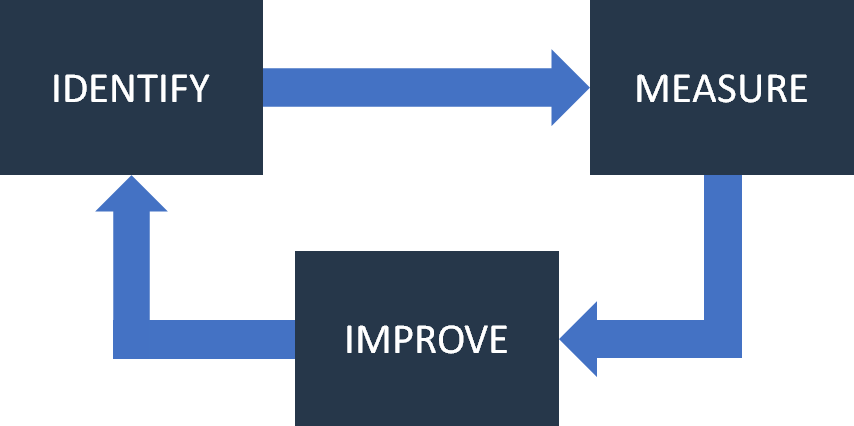 IDENTIFY
MEASURE
IMPROVE